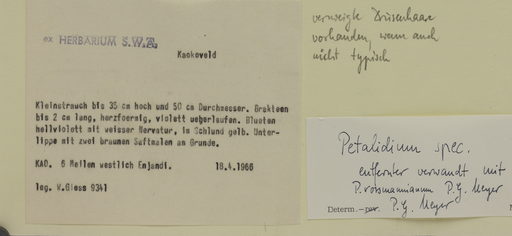 ex HERBARIUM S.W.A.
Kaokoveld
Kleinstrauch bis 35 cm hoch und 50 cm Durchmesser. Brakteen
bis 2 cm lang, herzfoermig, violett ueberlaufen. Blueten
hellviolett mit weisser Nervatur, im Schlund gelb. Unter-
lippe mit zwei braunen Saftmalen am Grunde.
KAO. 6 Meilen westlich Emjandi. 18.4.1966
leg. W.Giess 9341
verzweigte Drüsenhaare
vorhanden, wenn auch
nicht typisch
Petalidium spec.
entfernter verwandt mit
P. rossmannianum P.G. Meyer
Determ.— P.G. Meyer